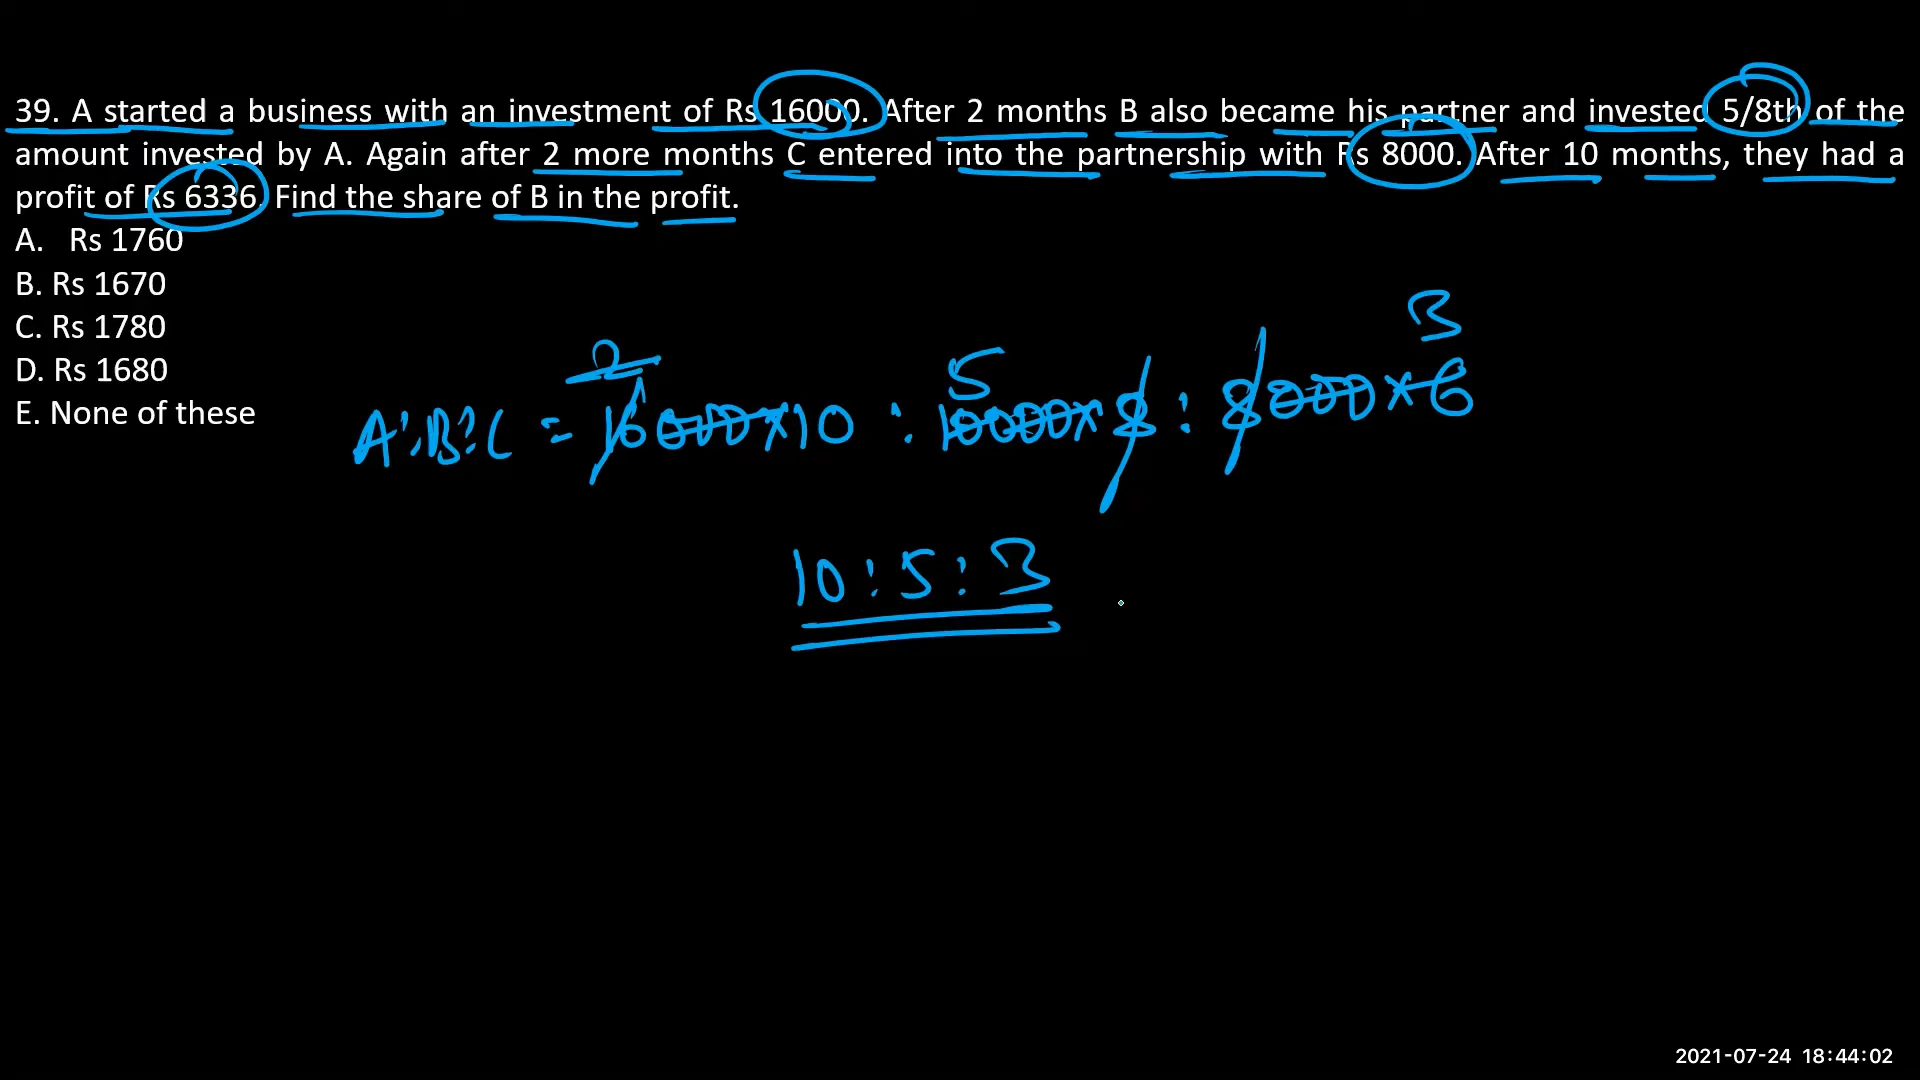 39. A started a business with an investment of Rs 16000. After 2 months B also became his partner and invested 5/8th of the
amount invested by A. Again after 2 more months C entered into the partnership with Rs 8000. After 10 months, they had a
profit of Rs 6336. Find the share of B in the profit.
A. Rs 1760
B. Rs 1670
C. Rs 1780
D. Rs 1680
E. None of these
3
2 5
A:B:C = 16000×10 : 10000×8 : 8000×6
10:5:3
2021-07-24 18:44:02